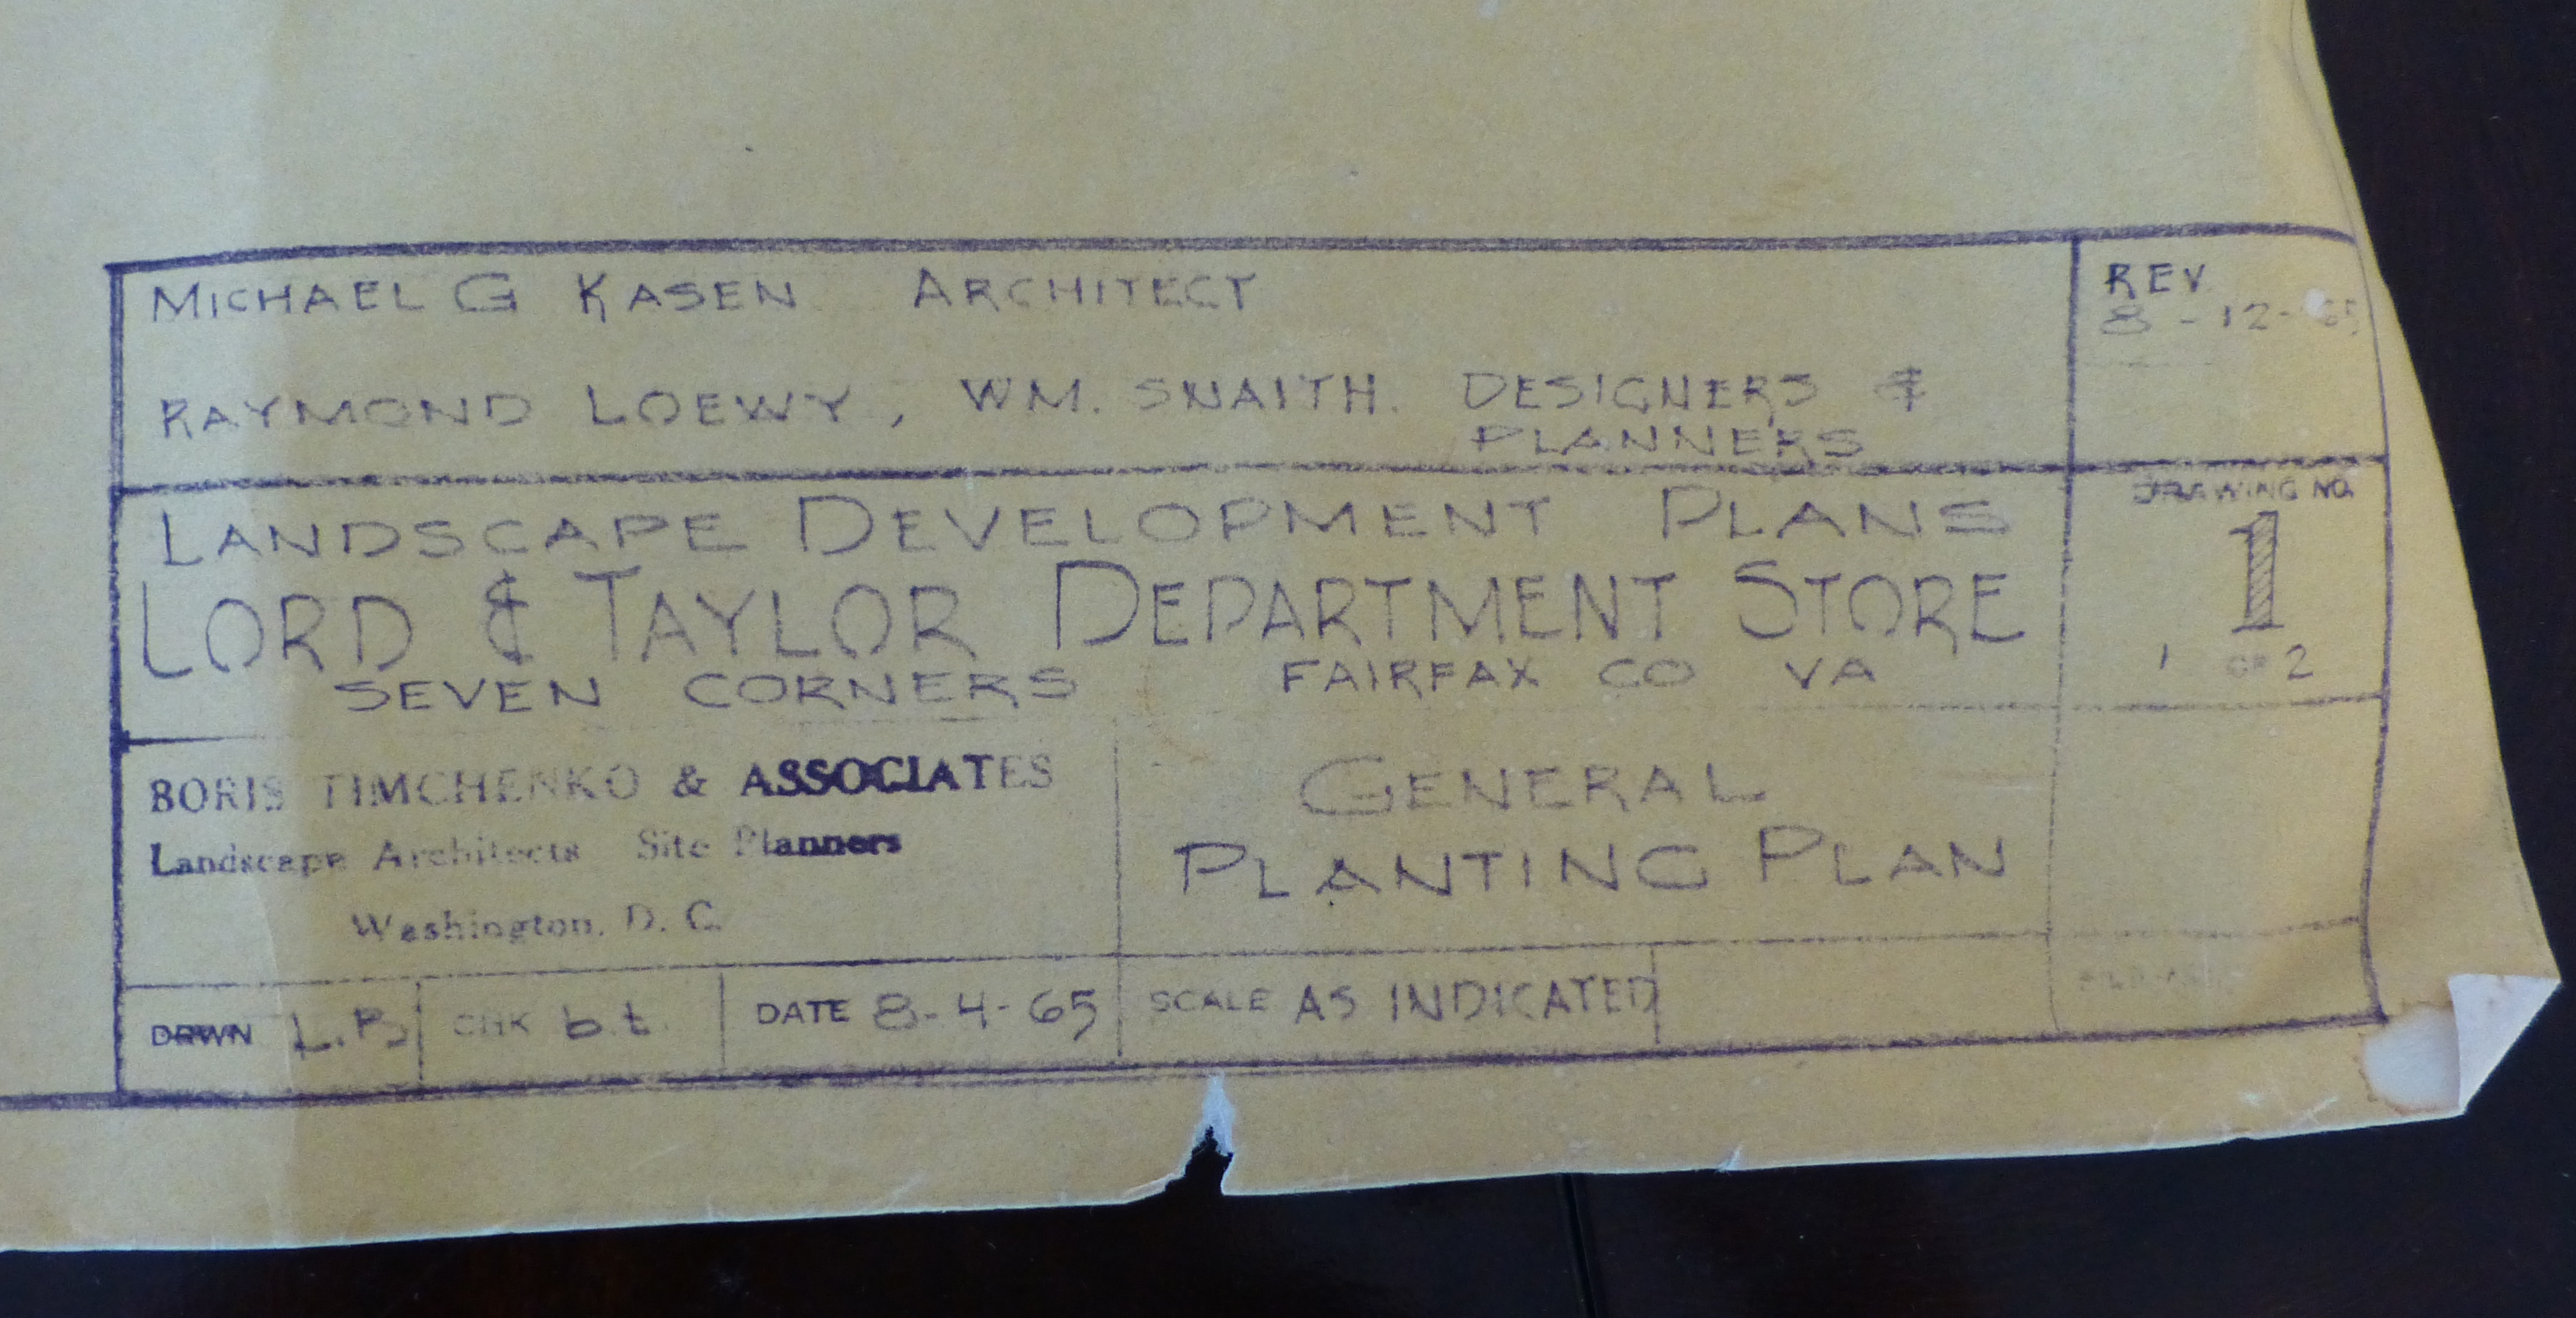 MICHAEL G KASEN ARCHITECT
RAYMOND LOEWY, WM. SNAITH. DESIGNERS &
PLANNERS
REV
8-12-65
LANDSCAPE DEVELOPMENT PLANS
LORD & TAYLOR DEPARTMENT STORE
SEVEN CORNERS FAIRFAX CO VA
DRAWING NO.
1
1 OF 2
BORIS TIMCHENKO & ASSOCIATES
Landscape Architects Site Planners
Washington, D. C.
GENERAL
PLANTING PLAN
DRWN L.B CHK b.t. DATE 8-4-65 SCALE AS INDICATED